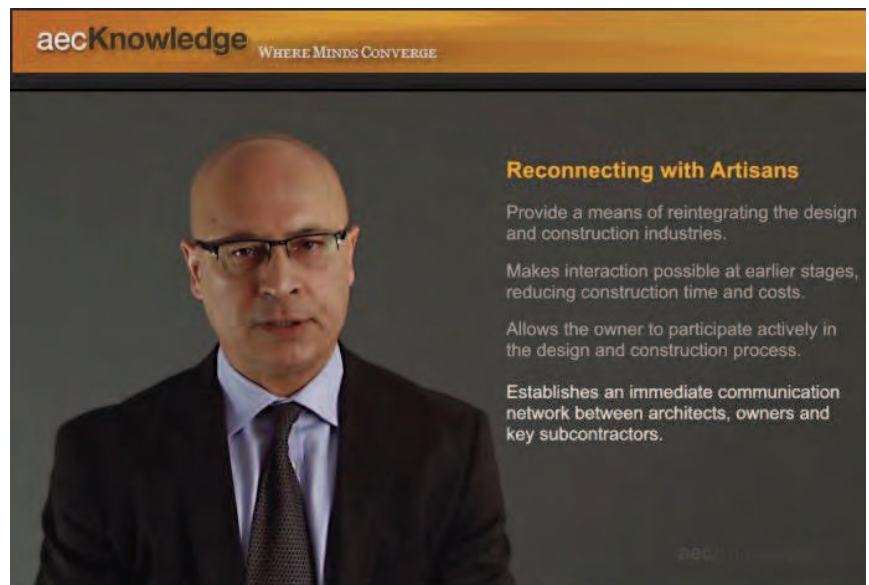 aecKnowledge WHERE MINDS CONVERGE
Reconnecting with Artisans
Provide a means of reintegrating the design
and construction industries.
Makes interaction possible at earlier stages,
reducing construction time and costs.
Allows the owner to participate actively in
the design and construction process.
Establishes an immediate communication
network between architects, owners and
key subcontractors.